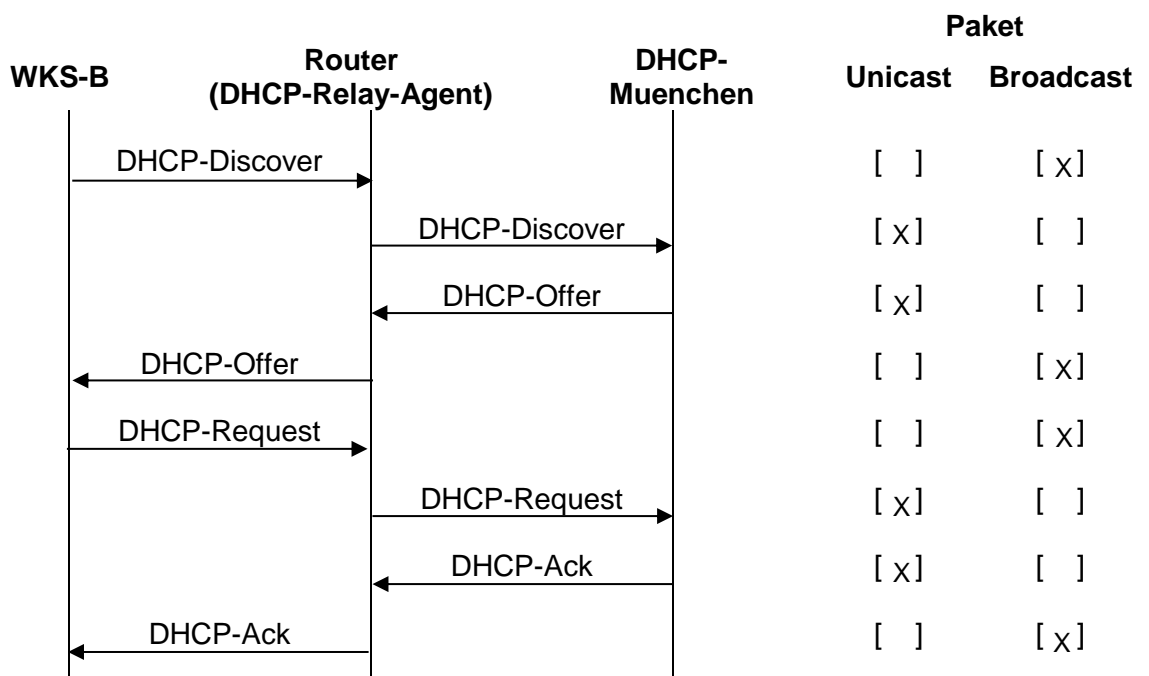 Paket
WKS-B
Router
(DHCP-Relay-Agent)
DHCP-
Muenchen
Unicast Broadcast
DHCP-Discover [ ] [ X]
DHCP-Discover [ X] [ ]
DHCP-Offer [ X] [ ]
DHCP-Offer [ ] [ X]
DHCP-Request [ ] [ X]
DHCP-Request [ X] [ ]
DHCP-Ack [ X] [ ]
DHCP-Ack [ ] [ X]